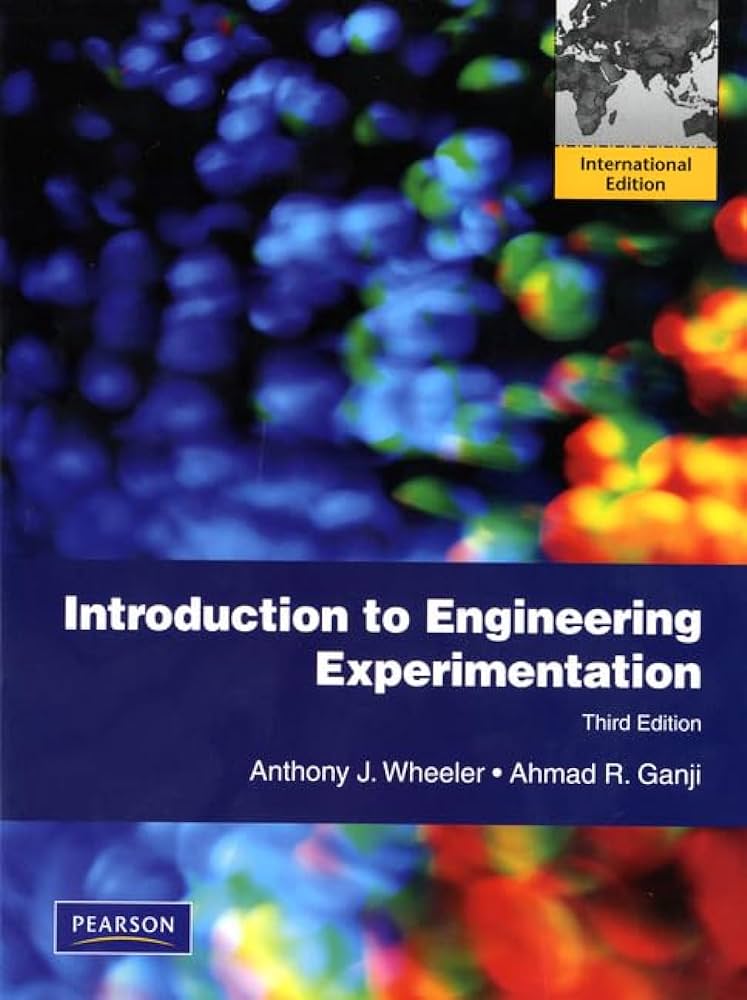 International
Edition
Introduction to Engineering
Experimentation
Third Edition
Anthony J. Wheeler • Ahmad R. Ganji
PEARSON